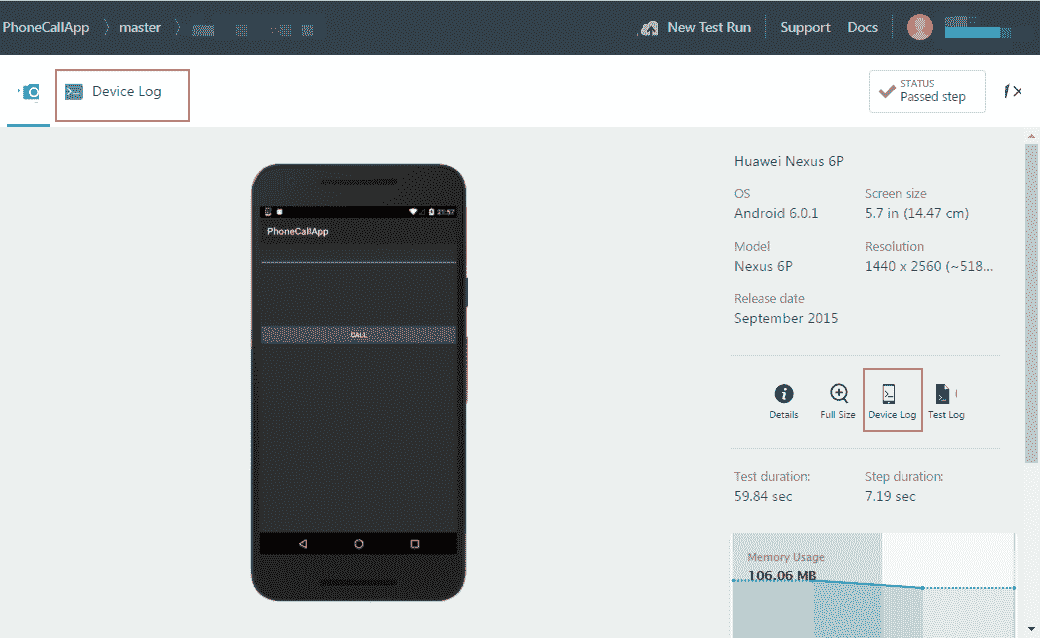 PhoneCallApp master New Test Run Support Docs
Device Log
STATUS
Passed step
Huawei Nexus 6P
OS Screen size
Android 6.0.1 5.7 in (14.47 cm)
Model Resolution
Nexus 6P 1440 x 2560 (~518...
Release date
September 2015
21:57
PhoneCallApp
CALL
Details Full Size Device Log Test Log
Test duration: Step duration:
59.84 sec 7.19 sec
Memory Usage
106.06 MB